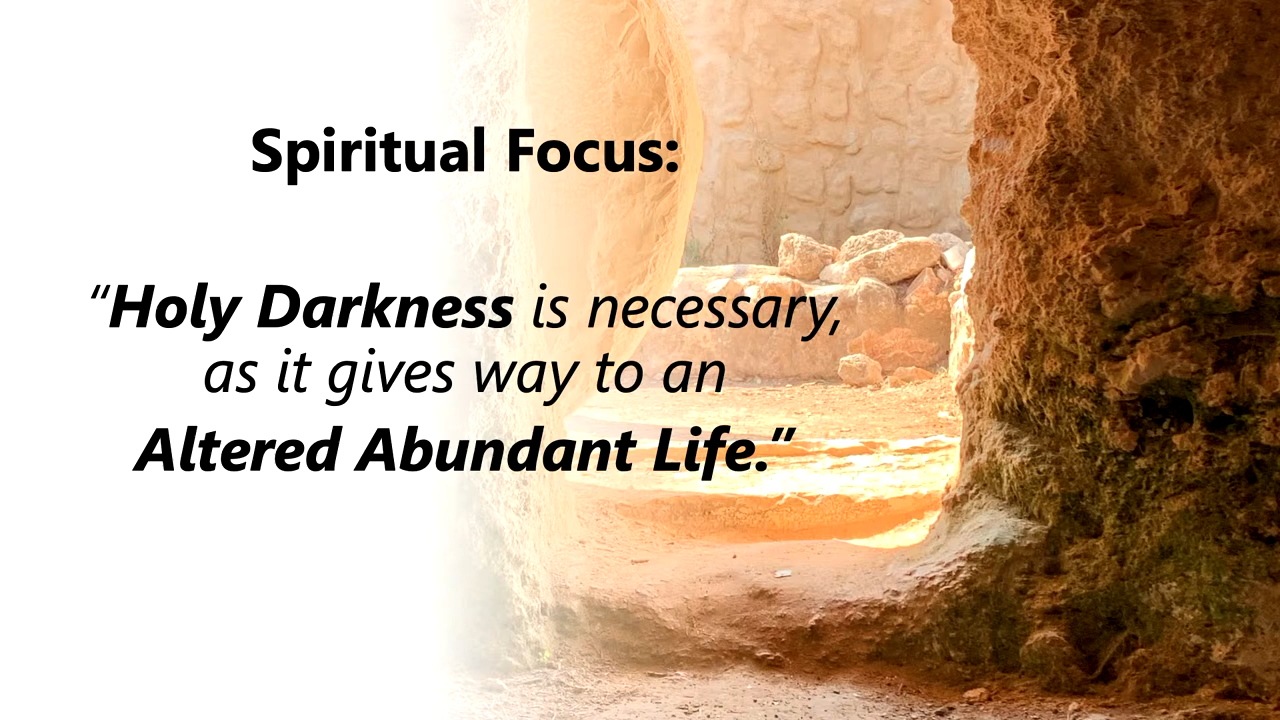 Spiritual Focus:
“Holy Darkness is necessary,
as it gives way to an
Altered Abundant Life.”